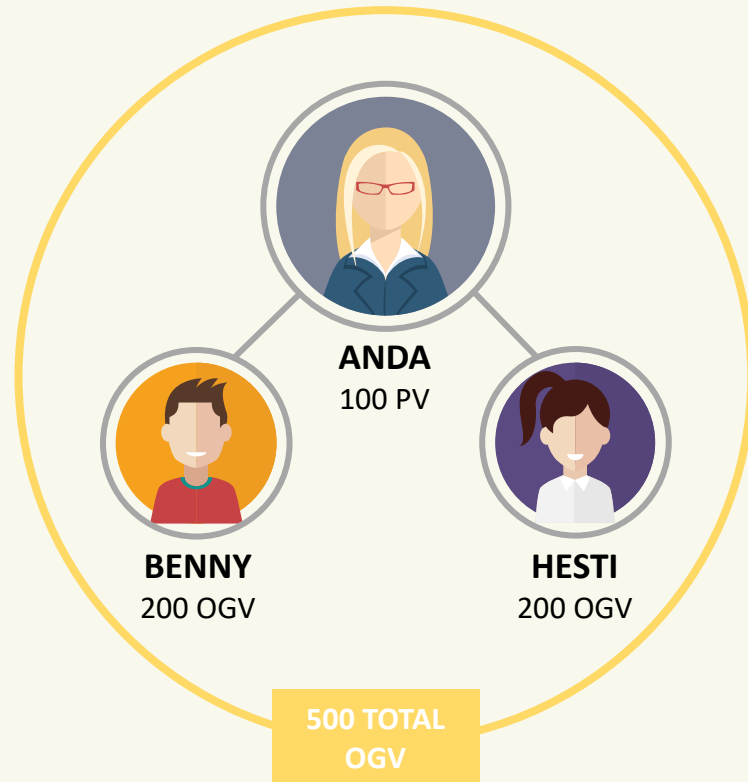 ANDA
100 PV
BENNY
200 OGV
HESTI
200 OGV
500 TOTAL
OGV